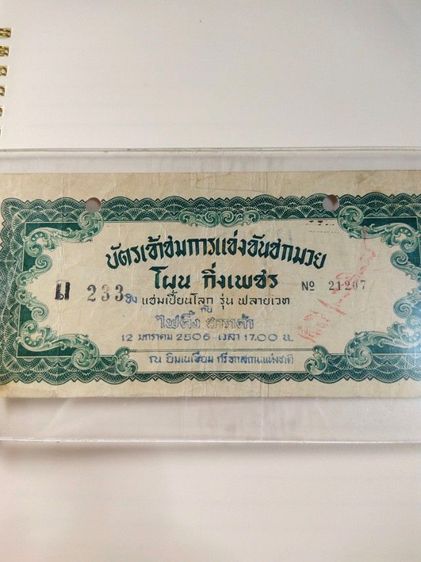 บัตรเข้าชมการแข่งขันชกมวย
โผน กิ่งเพชร
№ 21207
LI 233
ชิงแชมเปี้ยนโลก รุ่น ฟลายเวท
กับ
ไฟติ้ง ฮาราด้า
12 มกราคม 2506 เวลา 17.00 น.
ณ ยิมเนเซี่ยม กรีฑาสถานแห่งชาติ